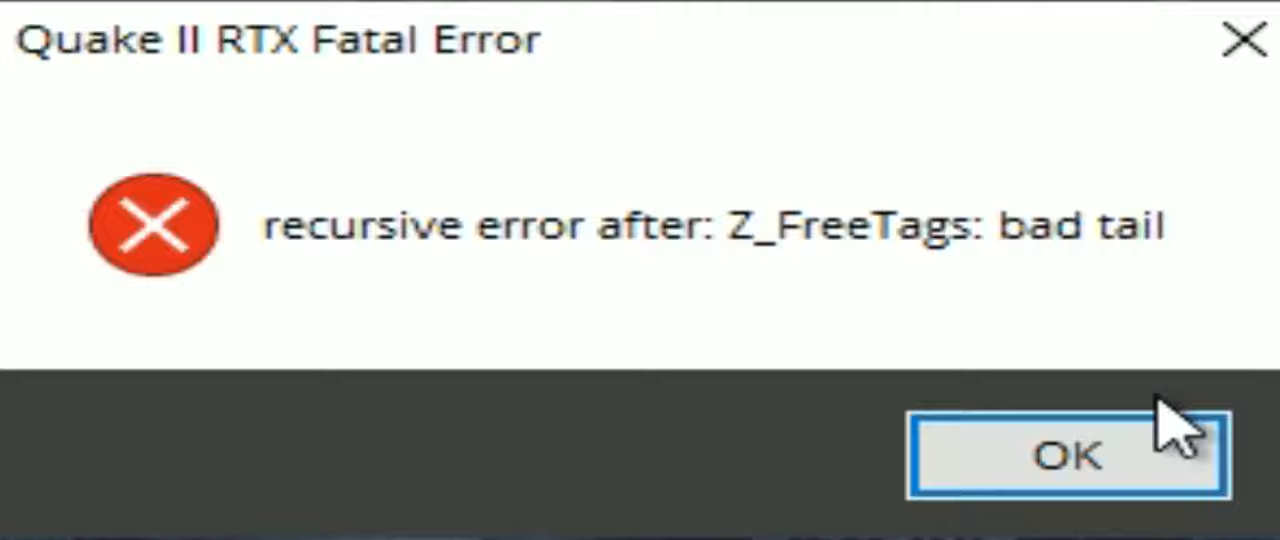 Quake II RTX Fatal Error
recursive error after: Z_FreeTags: bad tail
OK